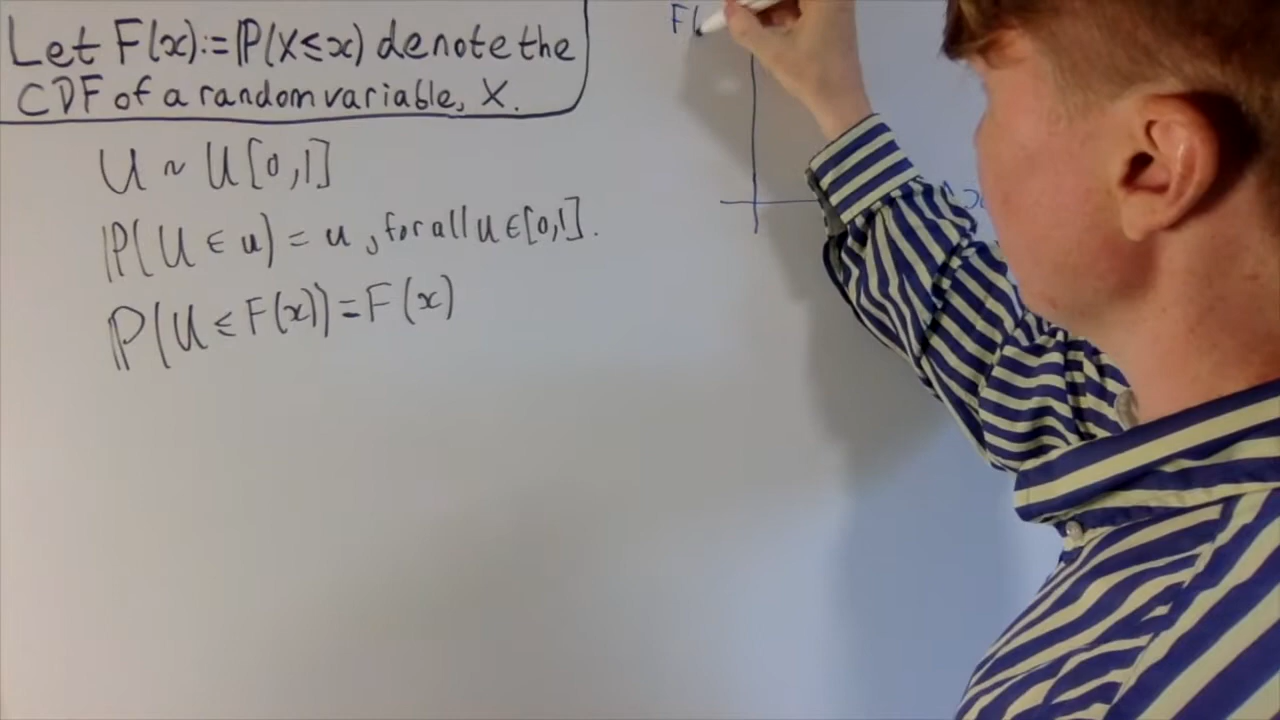 Let F(x):=ℙ(X≤x) denote the
CDF of a random variable, X.
U ~ U[0,1]
ℙ(U ≤ u) = u, for all u ∈ [0,1].
ℙ(U ≤ F(x)) = F(x)
F(
x